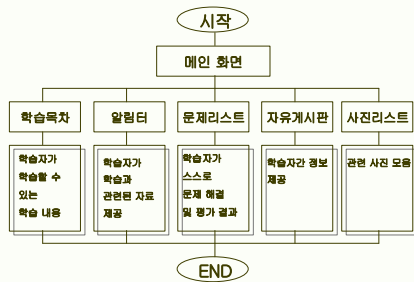 시작
메인 화면
학습목차
알림터
문제리스트
자유게시판
사진리스트
학습자가
학습할 수
있는
학습 내용
학습자가
학습과
관련된 자료
제공
학습자가
스스로
문제 해결
및 평가 결과
학습자간 정보
제공
관련 사진 모음
END